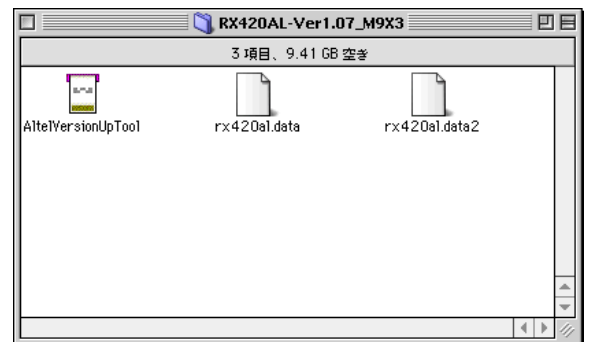 RX420AL-Ver1.07_M9X3
3 項目、9.41 GB 空き
AltelVersionUpTool
rx420al.data
rx420al.data2